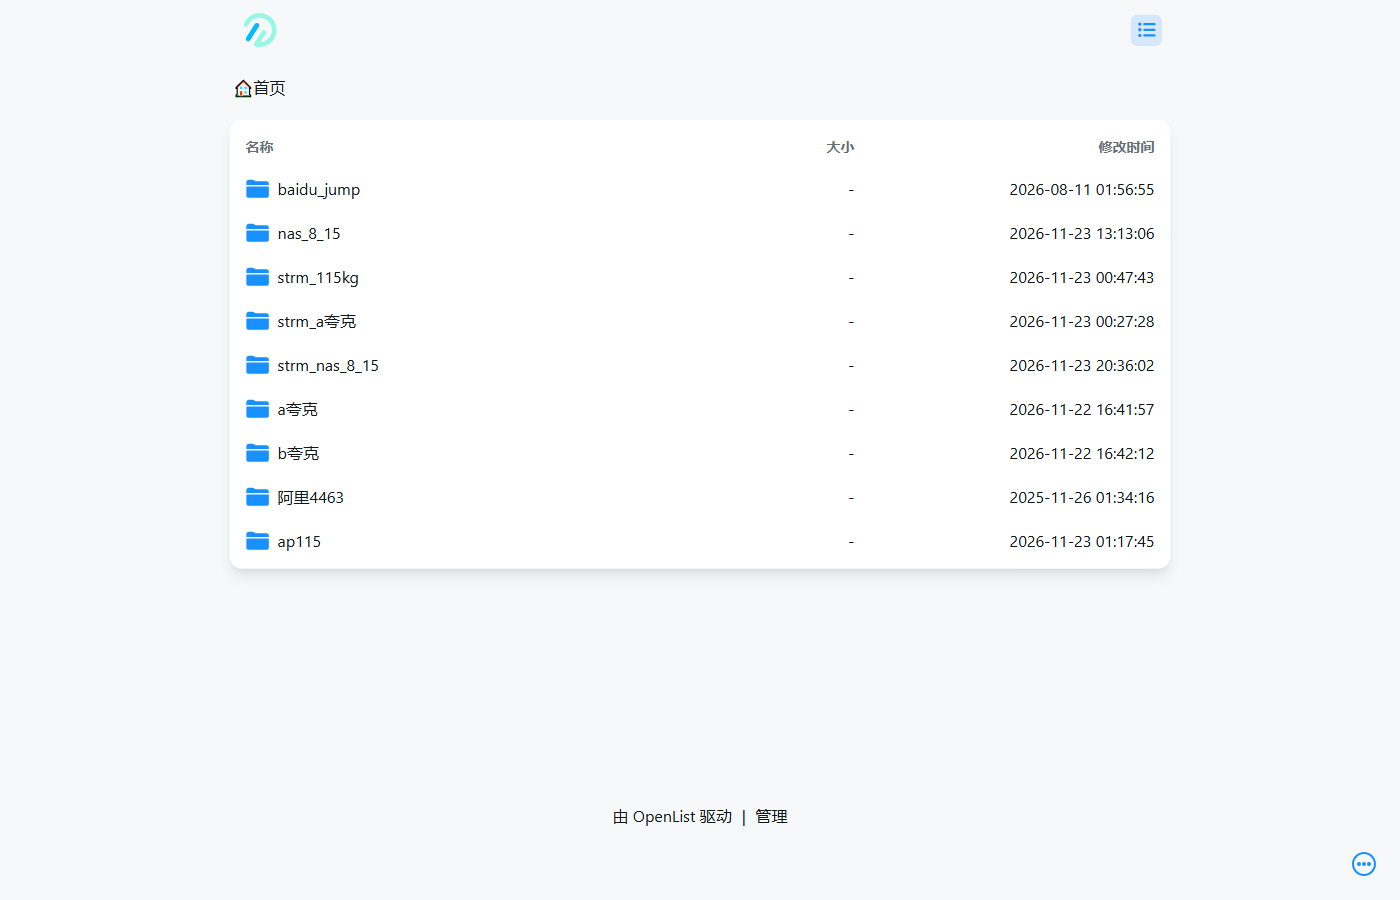 🏠首页
名称 大小 修改时间
baidu_jump - 2026-08-11 01:56:55
nas_8_15 - 2026-11-23 13:13:06
strm_115kg - 2026-11-23 00:47:43
strm_a夸克 - 2026-11-23 00:27:28
strm_nas_8_15 - 2026-11-23 20:36:02
a夸克 - 2026-11-22 16:41:57
b夸克 - 2026-11-22 16:42:12
阿里4463 - 2025-11-26 01:34:16
ap115 - 2026-11-23 01:17:45
由 OpenList 驱动 | 管理